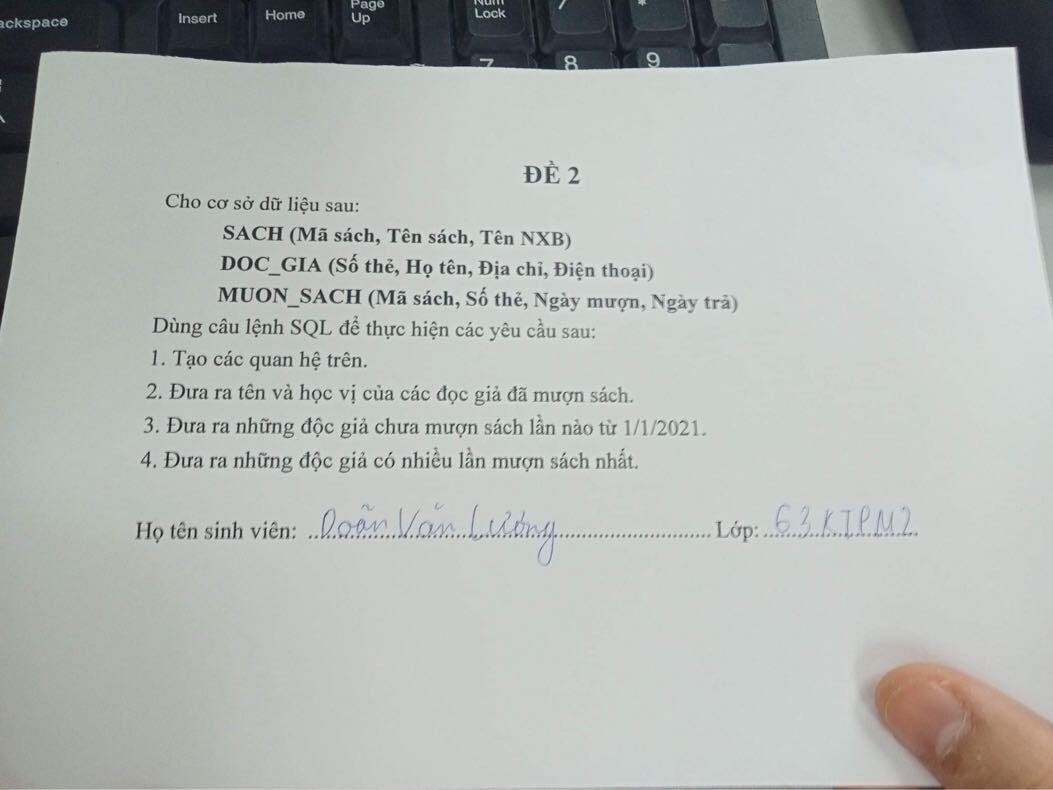 ackspace
Insert
Home
Page
Up
Num
Lock
7
8
9
ĐỀ 2
Cho cơ sở dữ liệu sau:
SACH (Mã sách, Tên sách, Tên NXB)
DOC_GIA (Số thẻ, Họ tên, Địa chỉ, Điện thoại)
MUON_SACH (Mã sách, Số thẻ, Ngày mượn, Ngày trả)
Dùng câu lệnh SQL để thực hiện các yêu cầu sau:
1. Tạo các quan hệ trên.
2. Đưa ra tên và học vị của các đọc giả đã mượn sách.
3. Đưa ra những độc giả chưa mượn sách lần nào từ 1/1/2021.
4. Đưa ra những độc giả có nhiều lần mượn sách nhất.
Họ tên sinh viên: Doãn Văn Lương Lớp: 63KTPM2